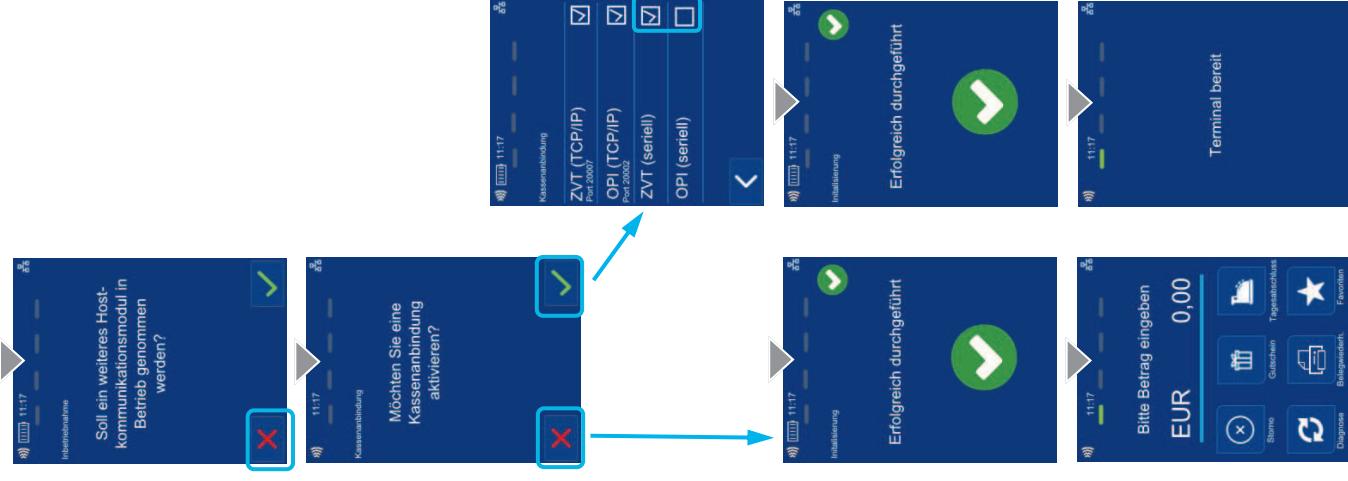 11:17
Inbetriebnahme
Soll ein weiteres Host-
kommunikationsmodul in
Betrieb genommen
werden?
11:17
Kassenanbindung
Möchten Sie eine
Kassenanbindung
aktivieren?
11:17
Kassenanbindung
ZVT (TCP/IP)
Port 20007
OPI (TCP/IP)
Port 20002
ZVT (seriell)
OPI (seriell)
11:17
Initalisierung
Erfolgreich durchgeführt
11:17
Initalisierung
Erfolgreich durchgeführt
11:17
Bitte Betrag eingeben
EUR 0,00
Storno Gutschein Tagesabschluss
Diagnose Belegwiederh. Favoriten
11:17
Terminal bereit